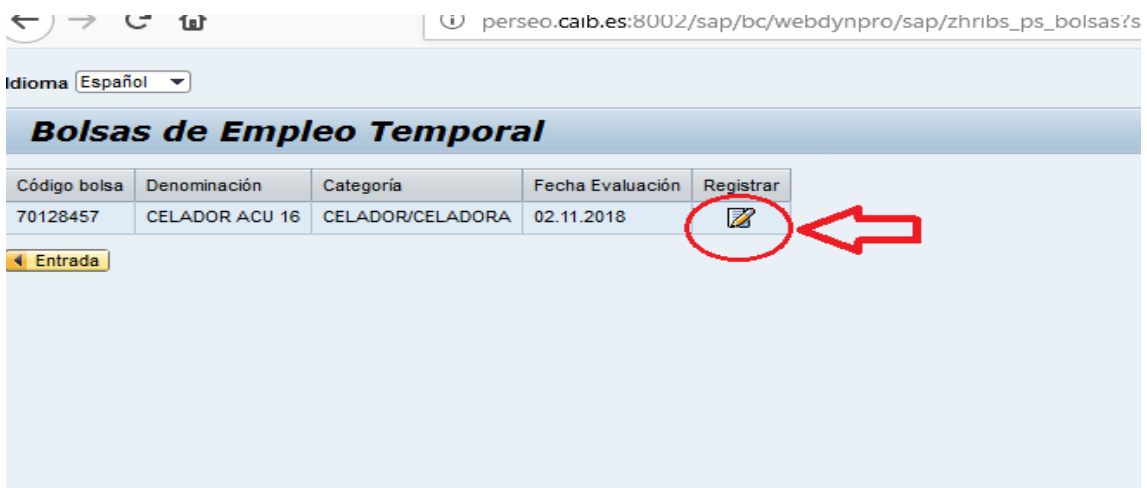 perseo.caib.es:8002/sap/bc/webdynpro/sap/zhribs_ps_bolsas?s
Idioma Español
Bolsas de Empleo Temporal
Código bolsa Denominación Categoría Fecha Evaluación Registrar
70128457 CELADOR ACU 16 CELADOR/CELADORA 02.11.2018
Entrada